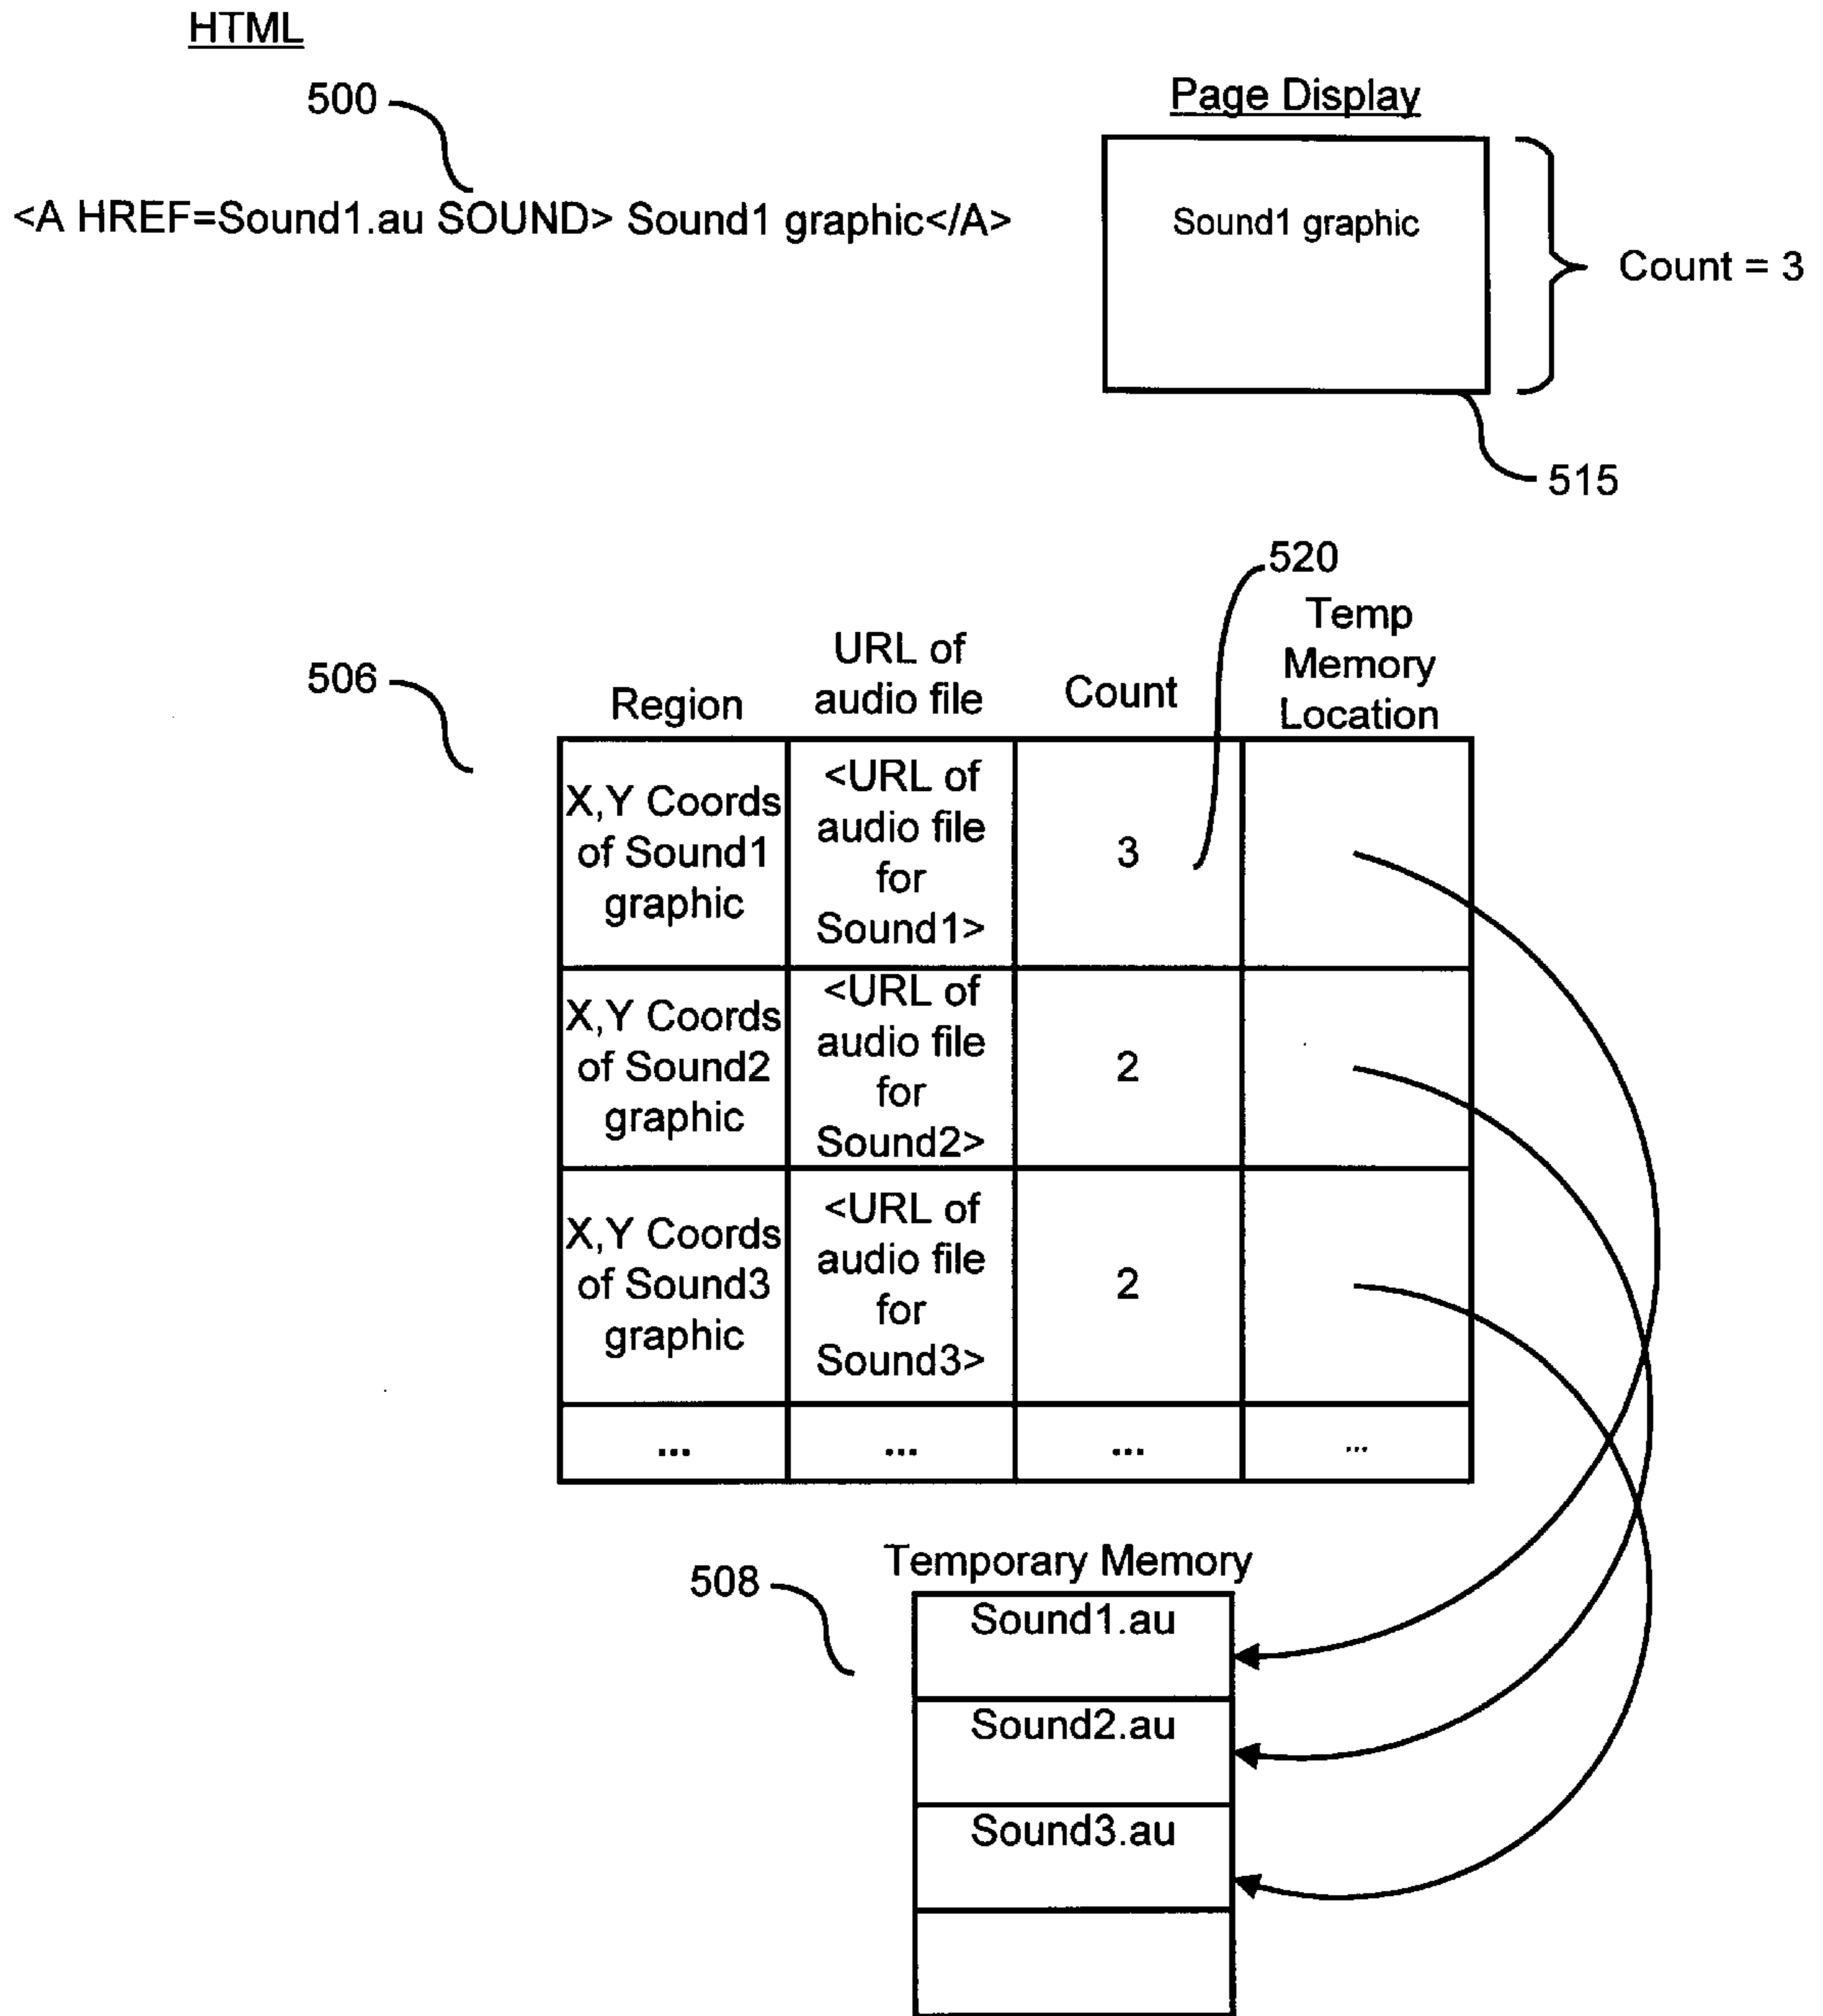 HTML
500
<A HREF=Sound1.au SOUND> Sound1 graphic</A>
Page Display
Sound1 graphic
Count = 3
515
520
506
Region
URL of
audio file
Count
Temp
Memory
Location
X,Y Coords
of Sound1
graphic
<URL of
audio file
for
Sound1>
3
X,Y Coords
of Sound2
graphic
<URL of
audio file
for
Sound2>
2
X,Y Coords
of Sound3
graphic
<URL of
audio file
for
Sound3>
2
...
...
...
...
508
Temporary Memory
Sound1.au
Sound2.au
Sound3.au